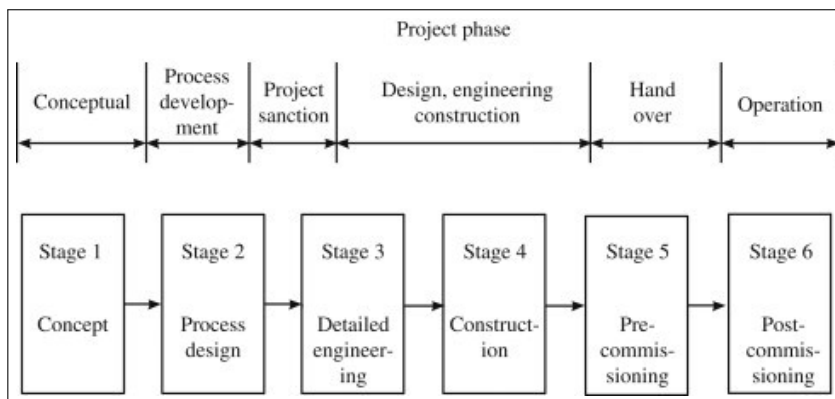 Project phase
Conceptual
Process
develop-
ment
Project
sanction
Design, engineering
construction
Hand
over
Operation
Stage 1
Concept
Stage 2
Process
design
Stage 3
Detailed
engineer-
ing
Stage 4
Construct-
ion
Stage 5
Pre-
commis-
sioning
Stage 6
Post-
commis-
sioning